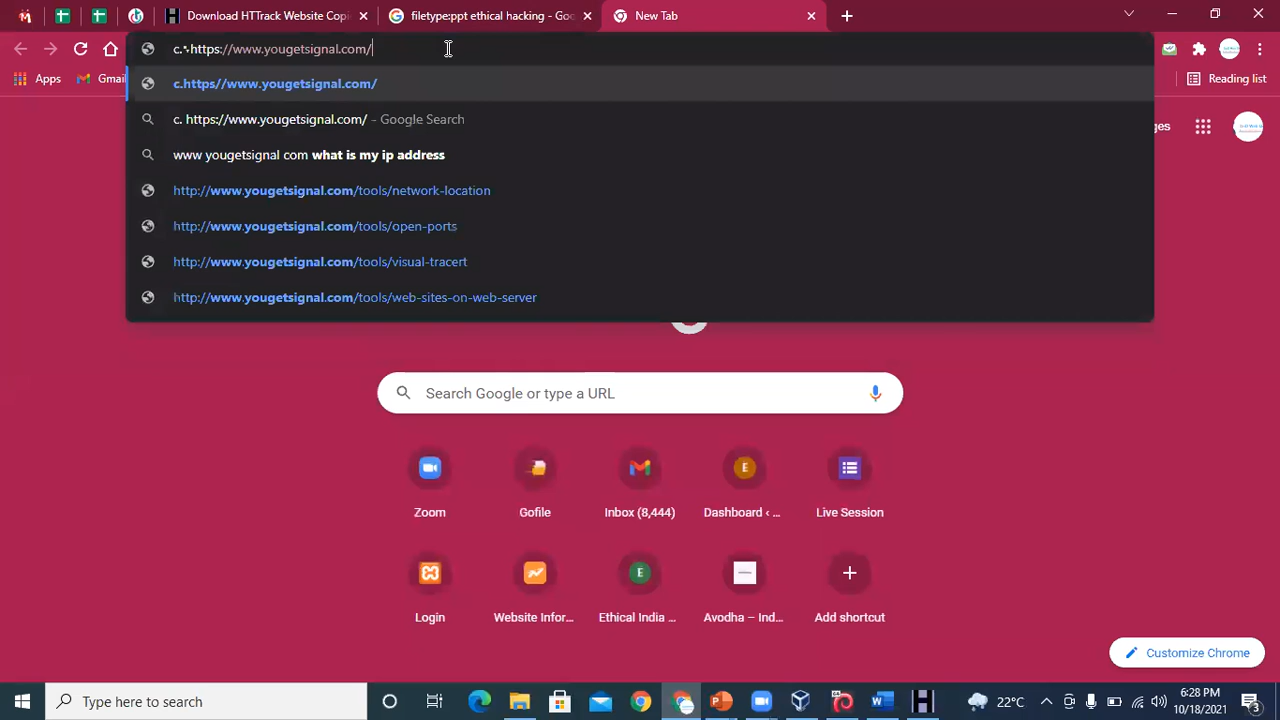 Download HTTrack Website Copi
filetype:ppt ethical hacking - Goo
New Tab
c. https://www.yougetsignal.com/
Apps
Gmail
Reading list
c.https//www.yougetsignal.com/
c. https://www.yougetsignal.com/ - Google Search
www yougetsignal com what is my ip address
http://www.yougetsignal.com/tools/network-location
http://www.yougetsignal.com/tools/open-ports
http://www.yougetsignal.com/tools/visual-tracert
http://www.yougetsignal.com/tools/web-sites-on-web-server
Search Google or type a URL
Zoom
Gofile
Inbox (8,444)
Dashboard ‹ ...
Live Session
Login
Website Infor...
Ethical India ...
Avodha – Ind...
Add shortcut
Customize Chrome
Type here to search
22°C
6:28 PM
10/18/2021
3